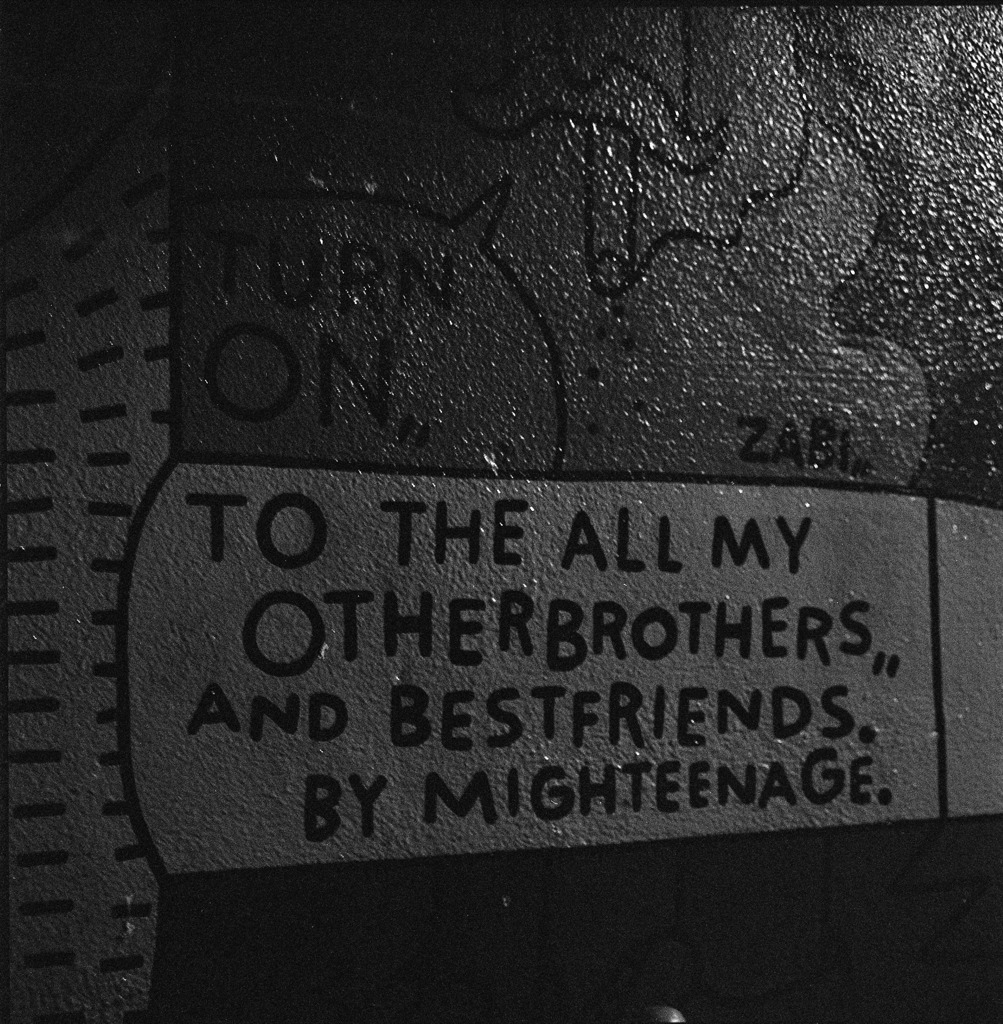 TURN
ON,,
ZABI,,
TO THE ALL MY
OTHERBROTHERS,,
AND BESTFRIENDS.
BY MIGHTEENAGE.